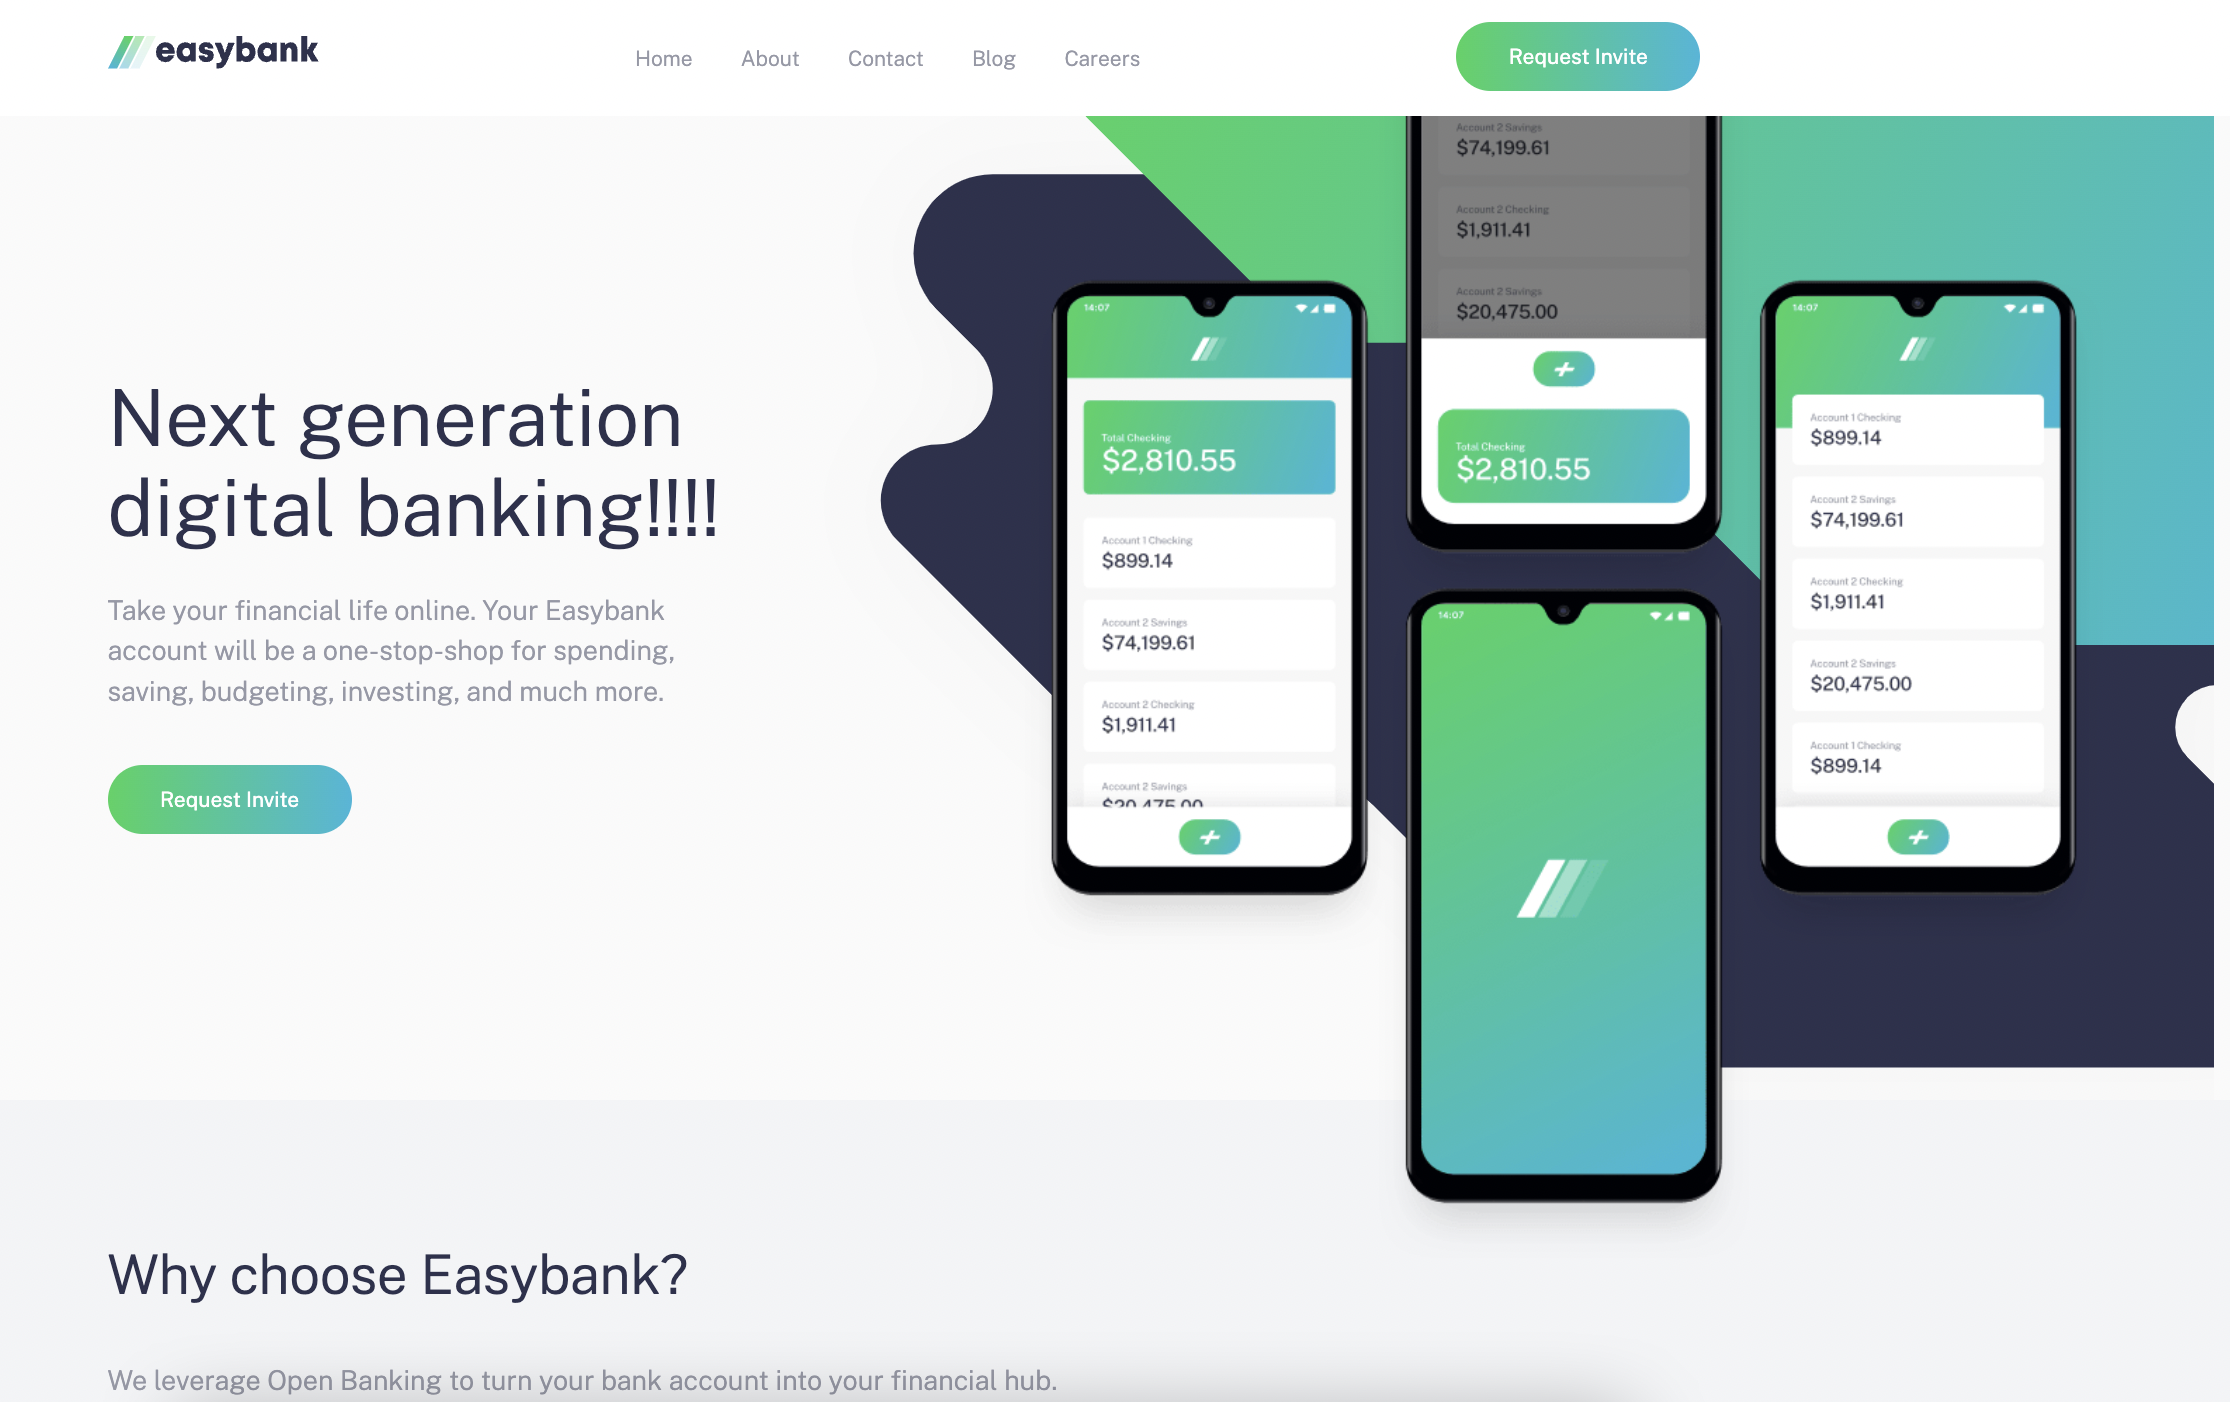 easybank
Home About Contact Blog Careers
Request Invite
Next generation
digital banking!!!!
Take your financial life online. Your Easybank
account will be a one-stop-shop for spending,
saving, budgeting, investing, and much more.
Request Invite
14:07
Total Checking
$2,810.55
Account 1 Checking
$899.14
Account 2 Savings
$74,199.61
Account 2 Checking
$1,911.41
Account 2 Savings
$20,475.00
Account 2 Savings
$74,199.61
Account 2 Checking
$1,911.41
Account 2 Savings
$20,475.00
Total Checking
$2,810.55
14:07
14:07
Account 1 Checking
$899.14
Account 2 Savings
$74,199.61
Account 2 Checking
$1,911.41
Account 2 Savings
$20,475.00
Account 1 Checking
$899.14
Why choose Easybank?
We leverage Open Banking to turn your bank account into your financial hub.